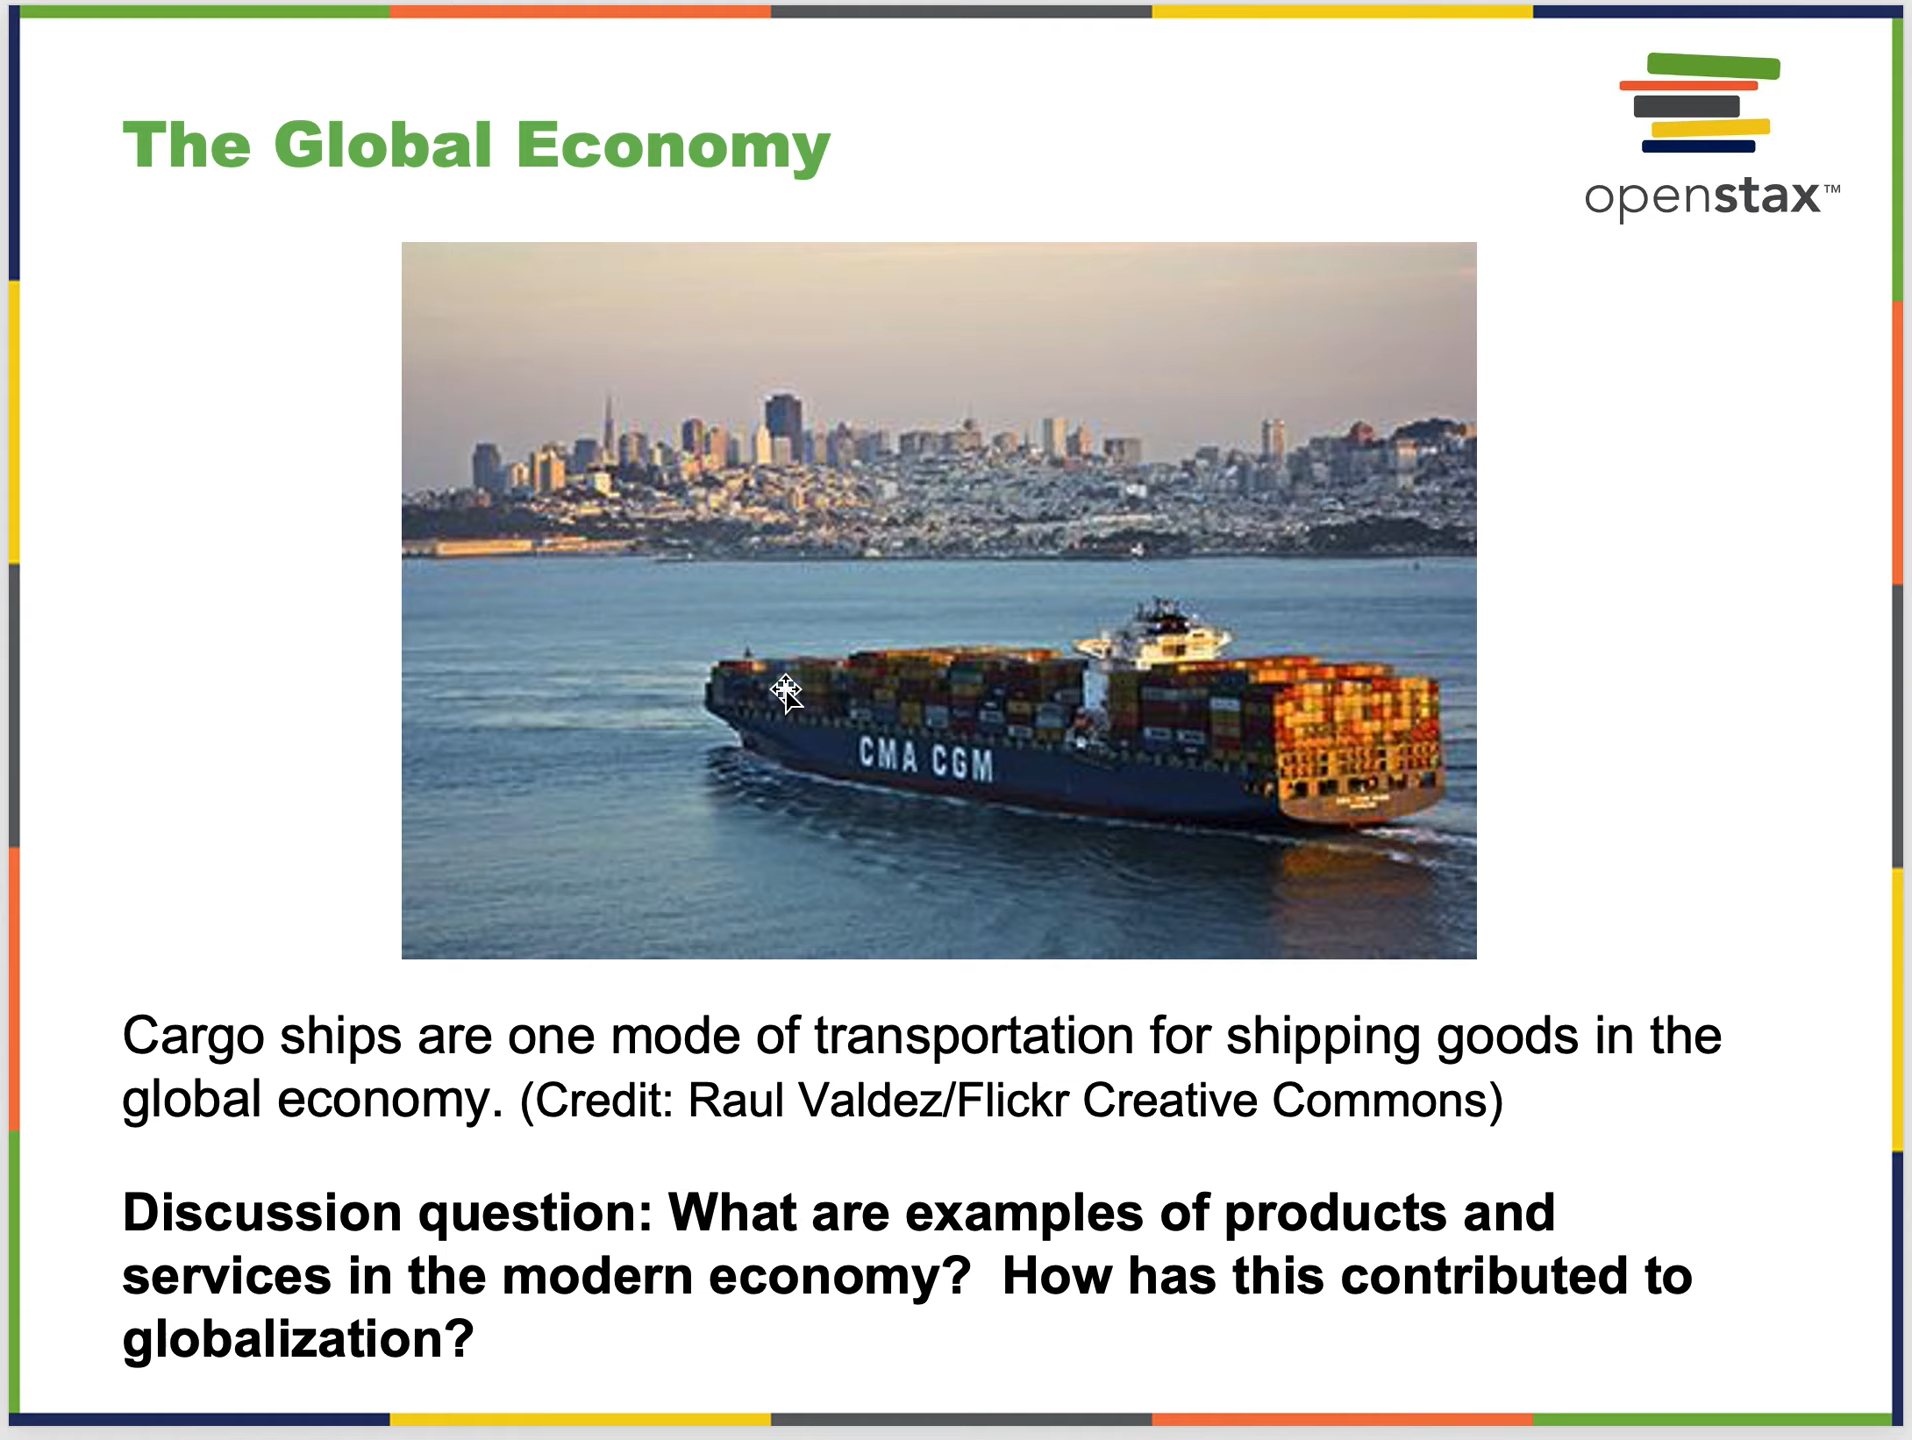 The Global Economy
openstax™
CMA CGM
Cargo ships are one mode of transportation for shipping goods in the
global economy. (Credit: Raul Valdez/Flickr Creative Commons)
Discussion question: What are examples of products and
services in the modern economy?  How has this contributed to
globalization?